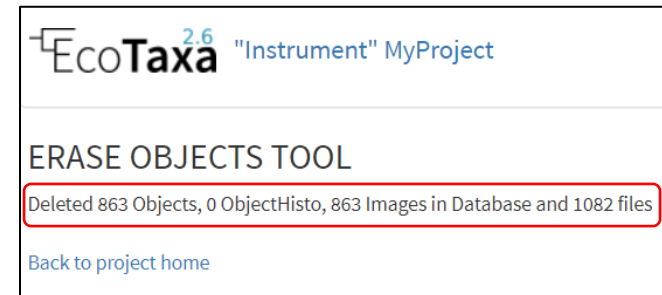 EcoTaxa 2.6 "Instrument" MyProject
ERASE OBJECTS TOOL
Deleted 863 Objects, 0 ObjectHisto, 863 Images in Database and 1082 files
Back to project home